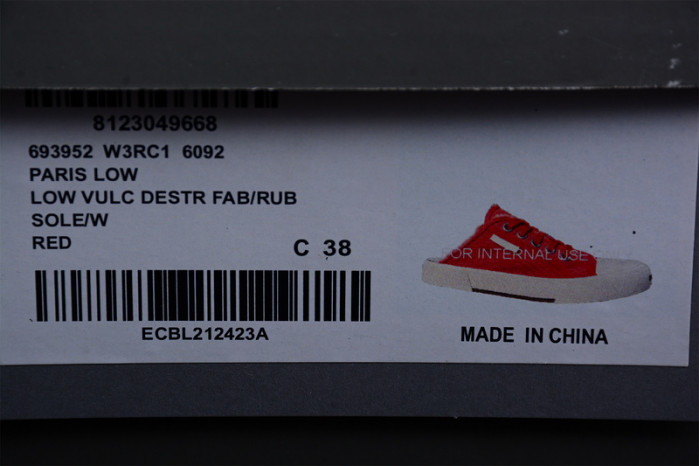 8123049668
693952 W3RC1 6092
PARIS LOW
LOW VULC DESTR FAB/RUB
SOLE/W
RED
C 38
FOR INTERNAL USE
ECBL212423A
MADE IN CHINA